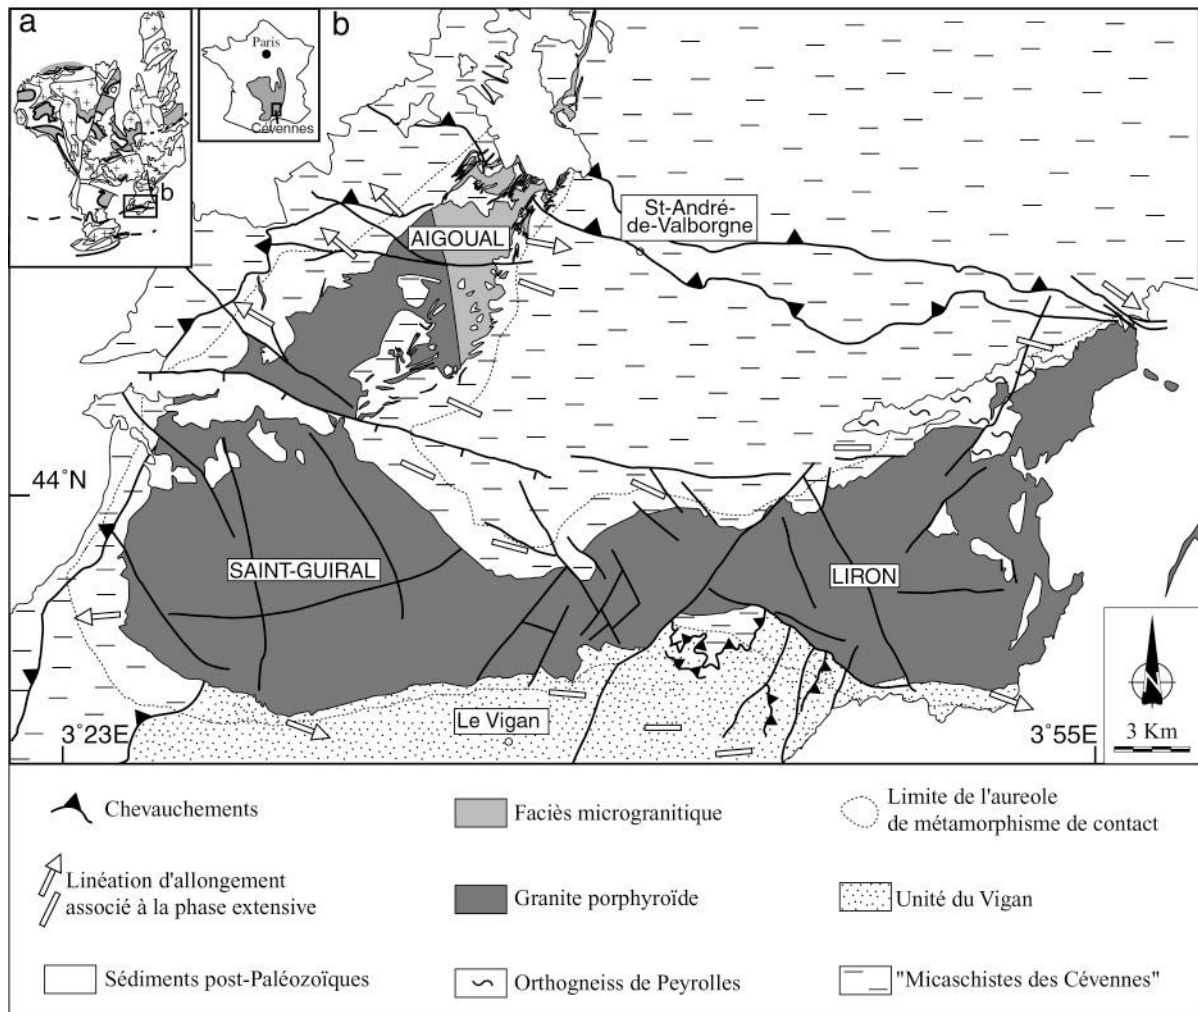 a
Paris
Cévennes
b
b
St-André-
de-Valborgne
AIGOUAL
44°N
SAINT-GUIRAL
LIRON
N
Le Vigan
3°23E
3°55E
3 Km
Chevauchements
Faciès microgranitique
Limite de l'aureole
de métamorphisme de contact
Linéation d'allongement
associé à la phase extensive
Granite porphyroïde
Unité du Vigan
Sédiments post-Paléozoïques
Orthogneiss de Peyrolles
"Micaschistes des Cévennes"